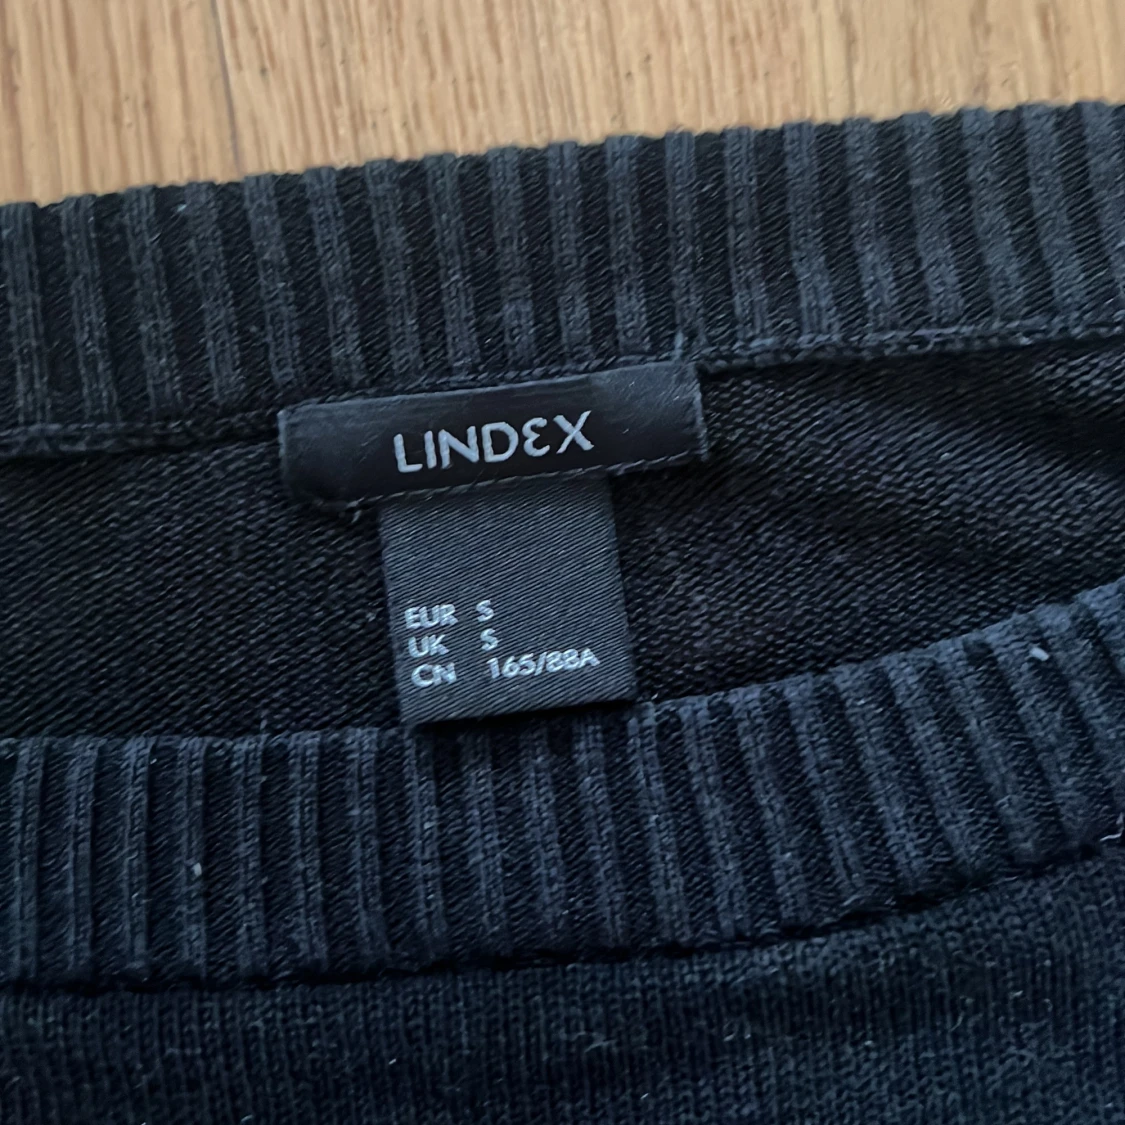 LINDEX
EUR S
UK S
CN 165/88A